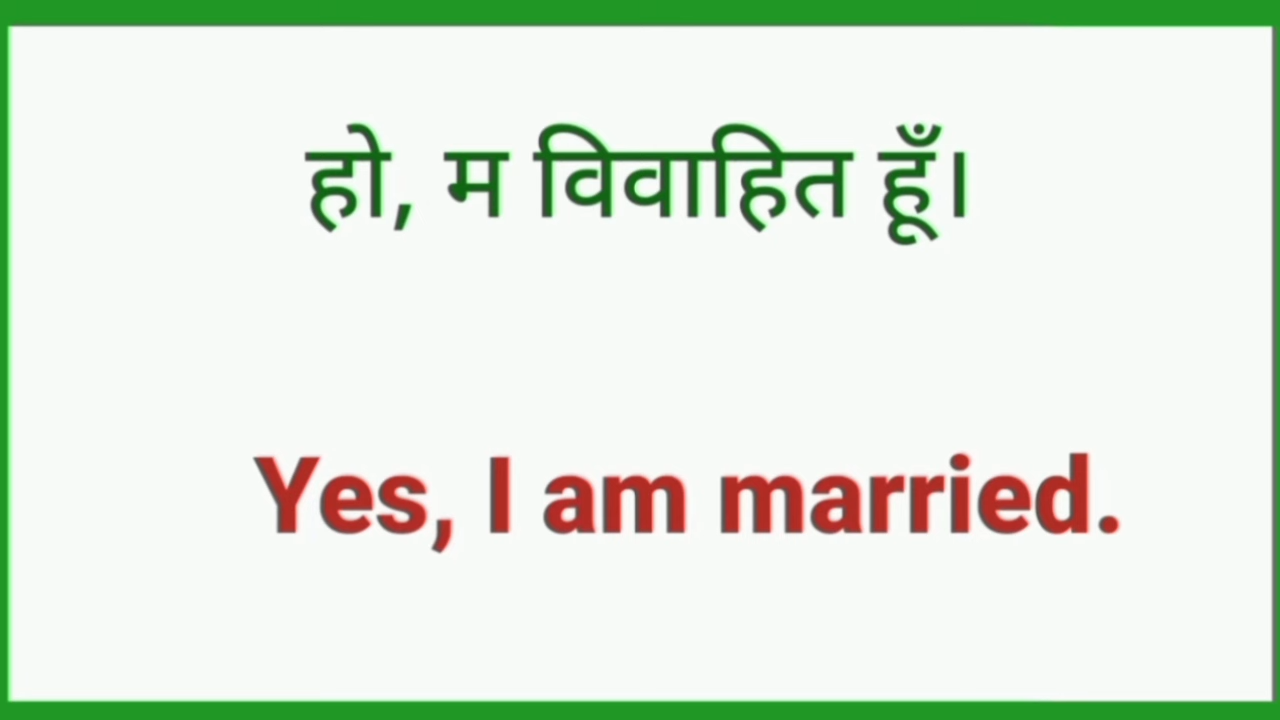 हो, म विवाहित हूँ।
Yes, I am married.